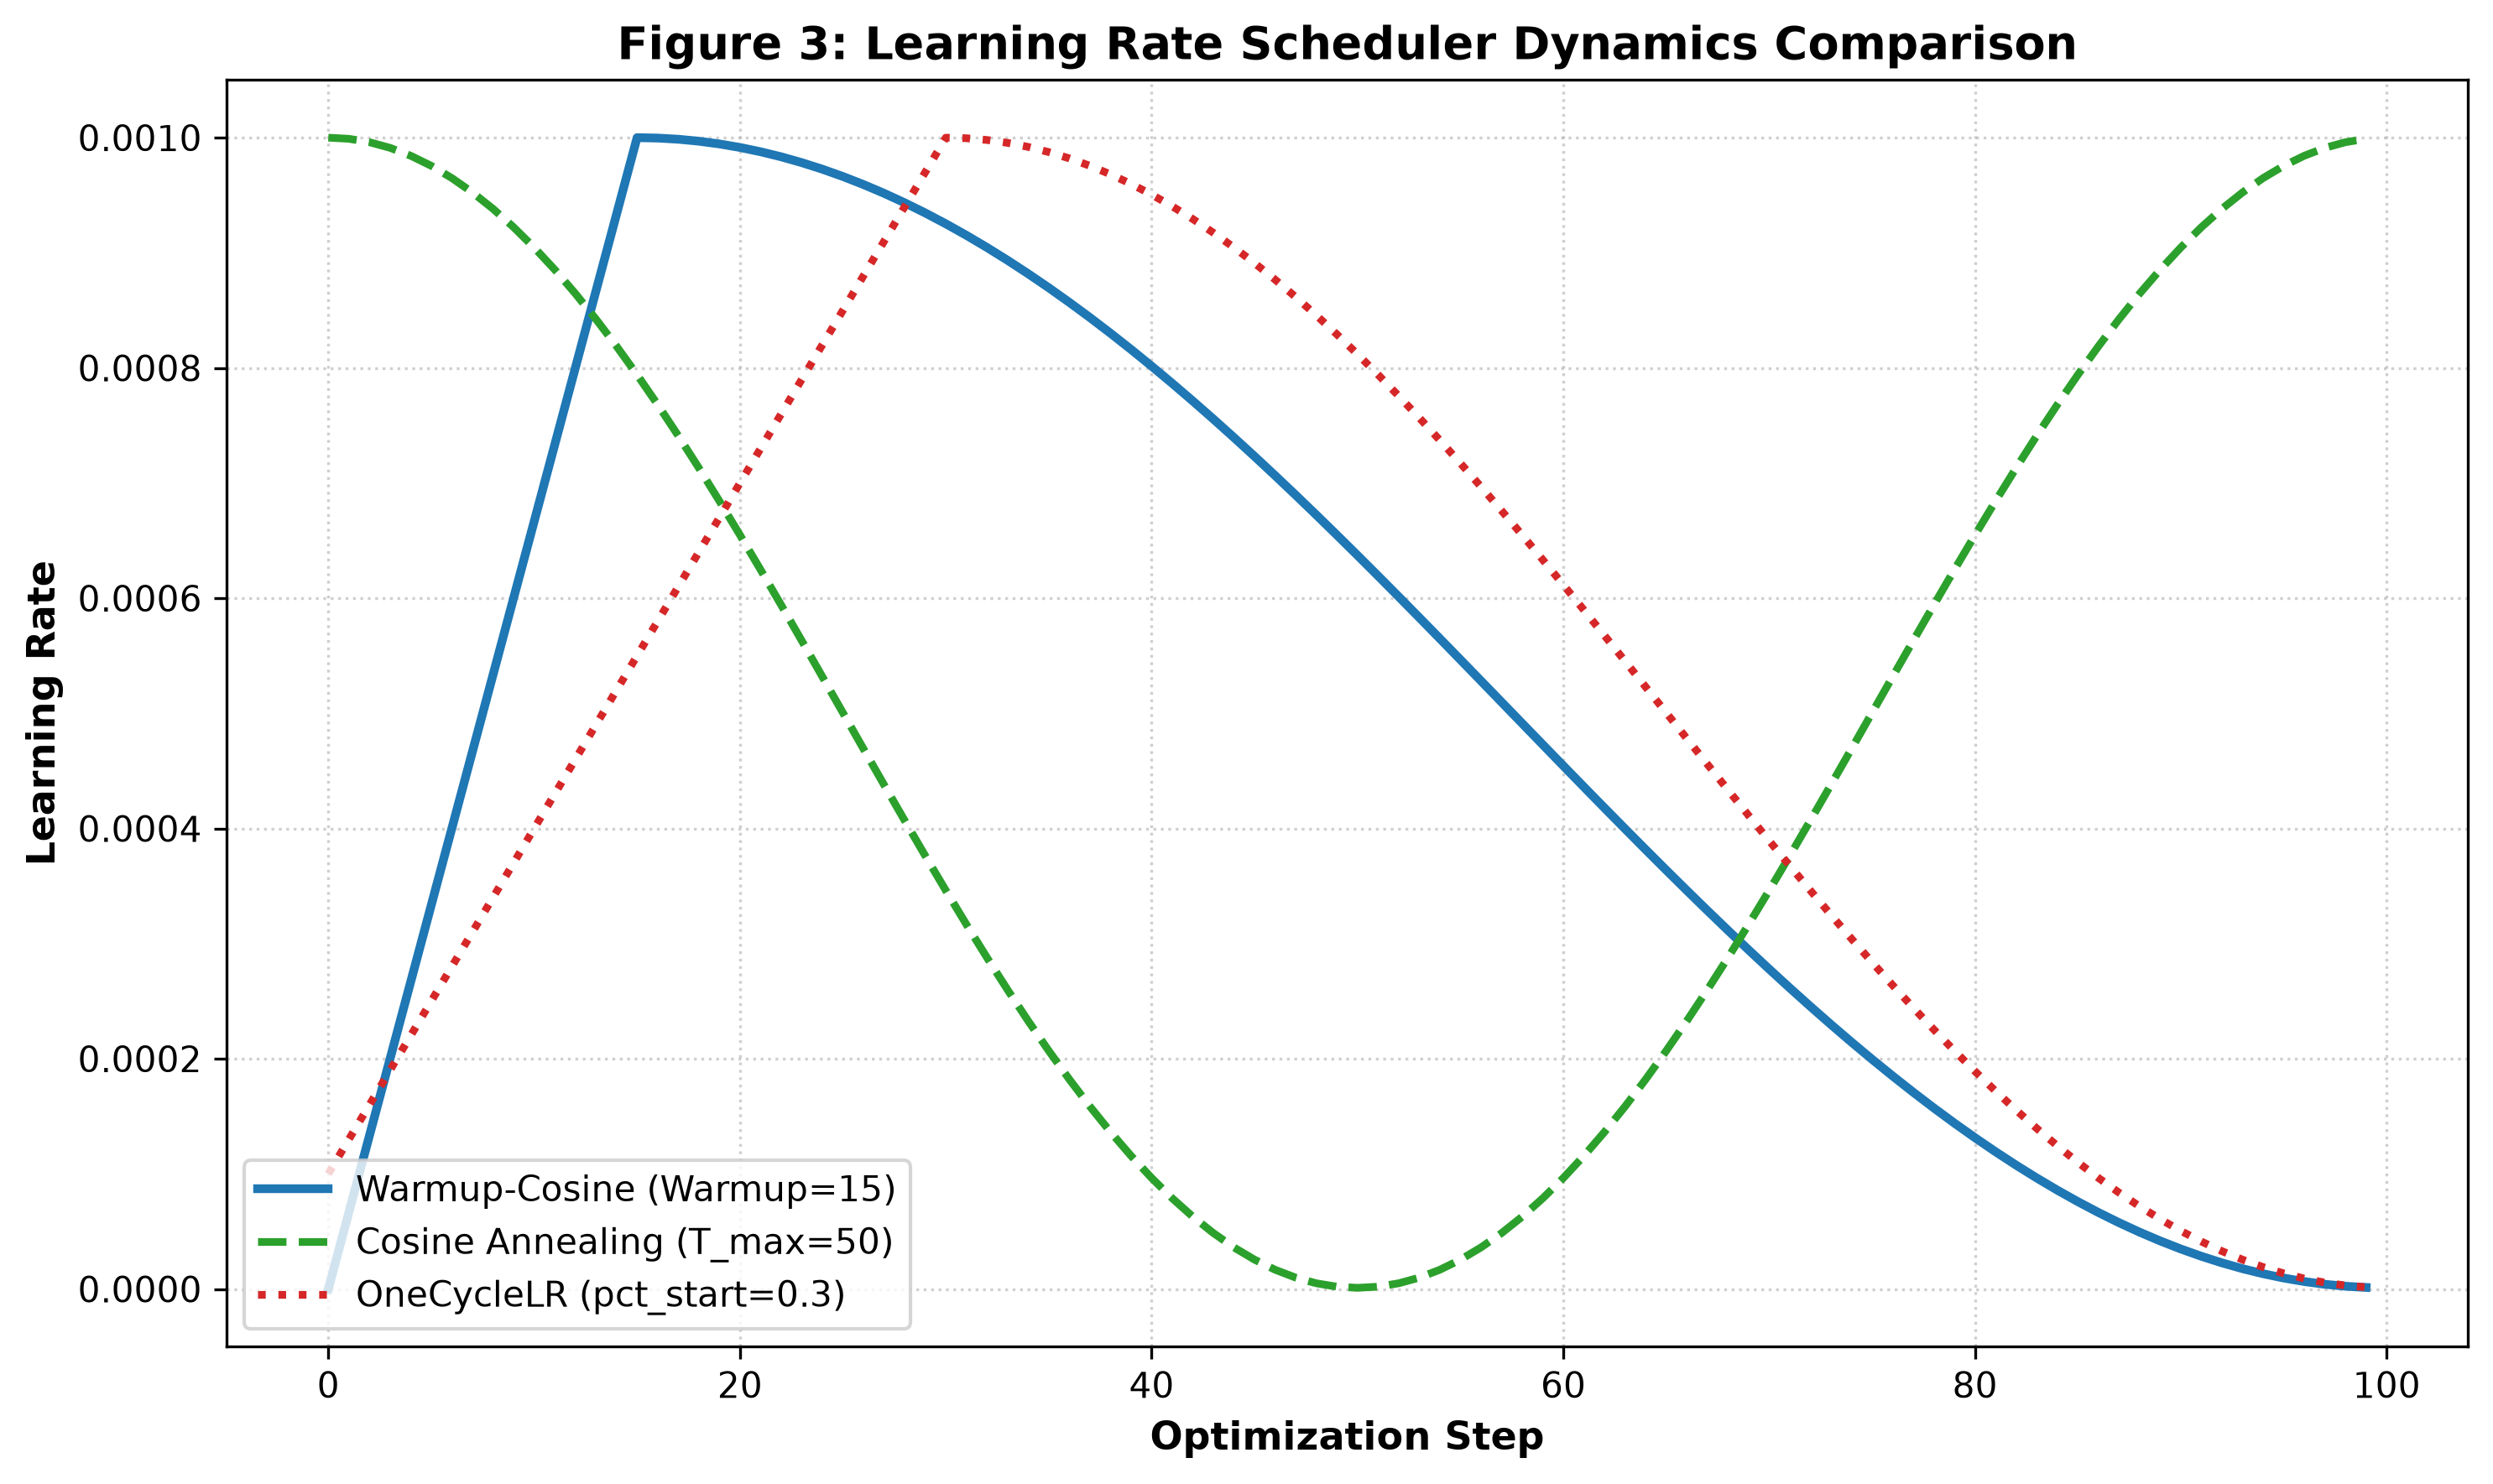 Figure 3: Learning Rate Scheduler Dynamics Comparison
Learning Rate
0.0010
0.0008
0.0006
0.0004
0.0002
0.0000
Warmup-Cosine (Warmup=15)
Cosine Annealing (T_max=50)
OneCycleLR (pct_start=0.3)
0 20 40 60 80 100
Optimization Step